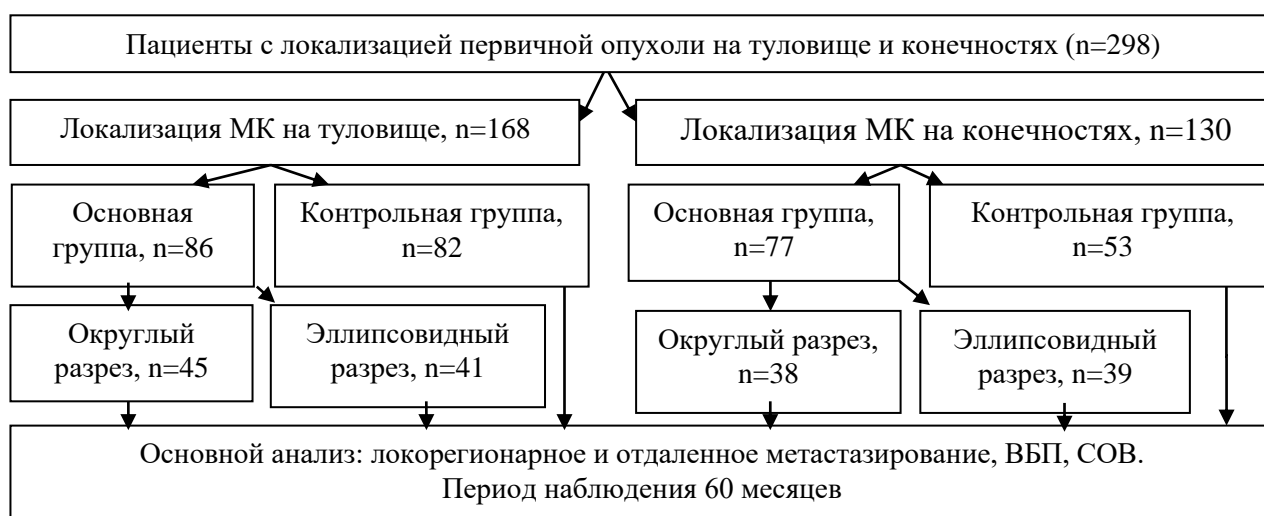 Пациенты с локализацией первичной опухоли на туловище и конечностях (n=298)
Локализация МК на туловище, n=168
Локализация МК на конечностях, n=130
Основная
группа, n=86
Контрольная группа,
n=82
Основная группа,
n=77
Контрольная группа,
n=53
Округлый
разрез, n=45
Эллипсовидный
разрез, n=41
Округлый разрез,
n=38
Эллипсовидный
разрез, n=39
Основной анализ: локорегионарное и отдаленное метастазирование, ВБП, СОВ.
Период наблюдения 60 месяцев